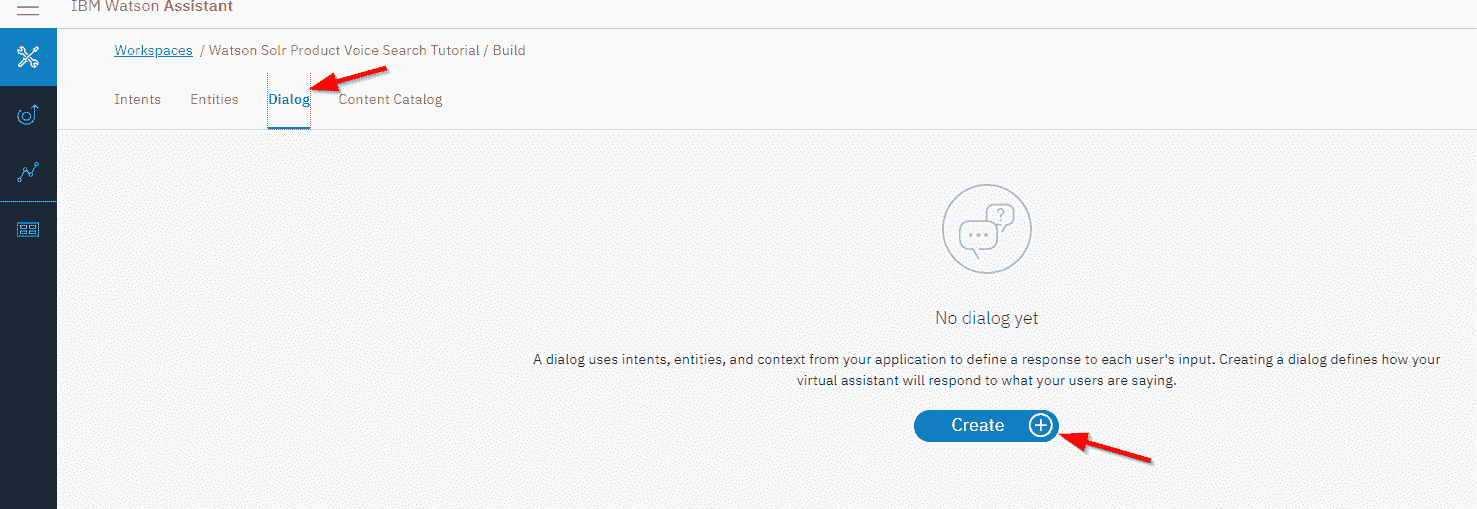 IBM Watson Assistant
Workspaces / Watson Solr Product Voice Search Tutorial / Build
Intents Entities Dialog Content Catalog
?
No dialog yet
A dialog uses intents, entities, and context from your application to define a response to each user's input. Creating a dialog defines how your
virtual assistant will respond to what your users are saying.
Create